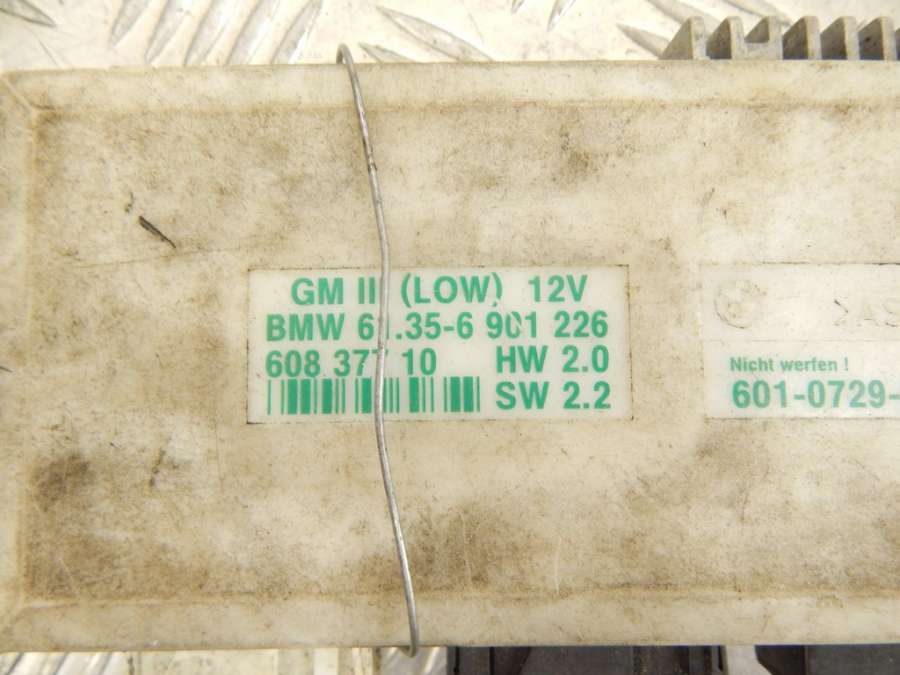 GM II (LOW) 12V
BMW 61.35-6 901 226
608 377 10 HW 2.0
SW 2.2
Nicht werfen !
601-0729-